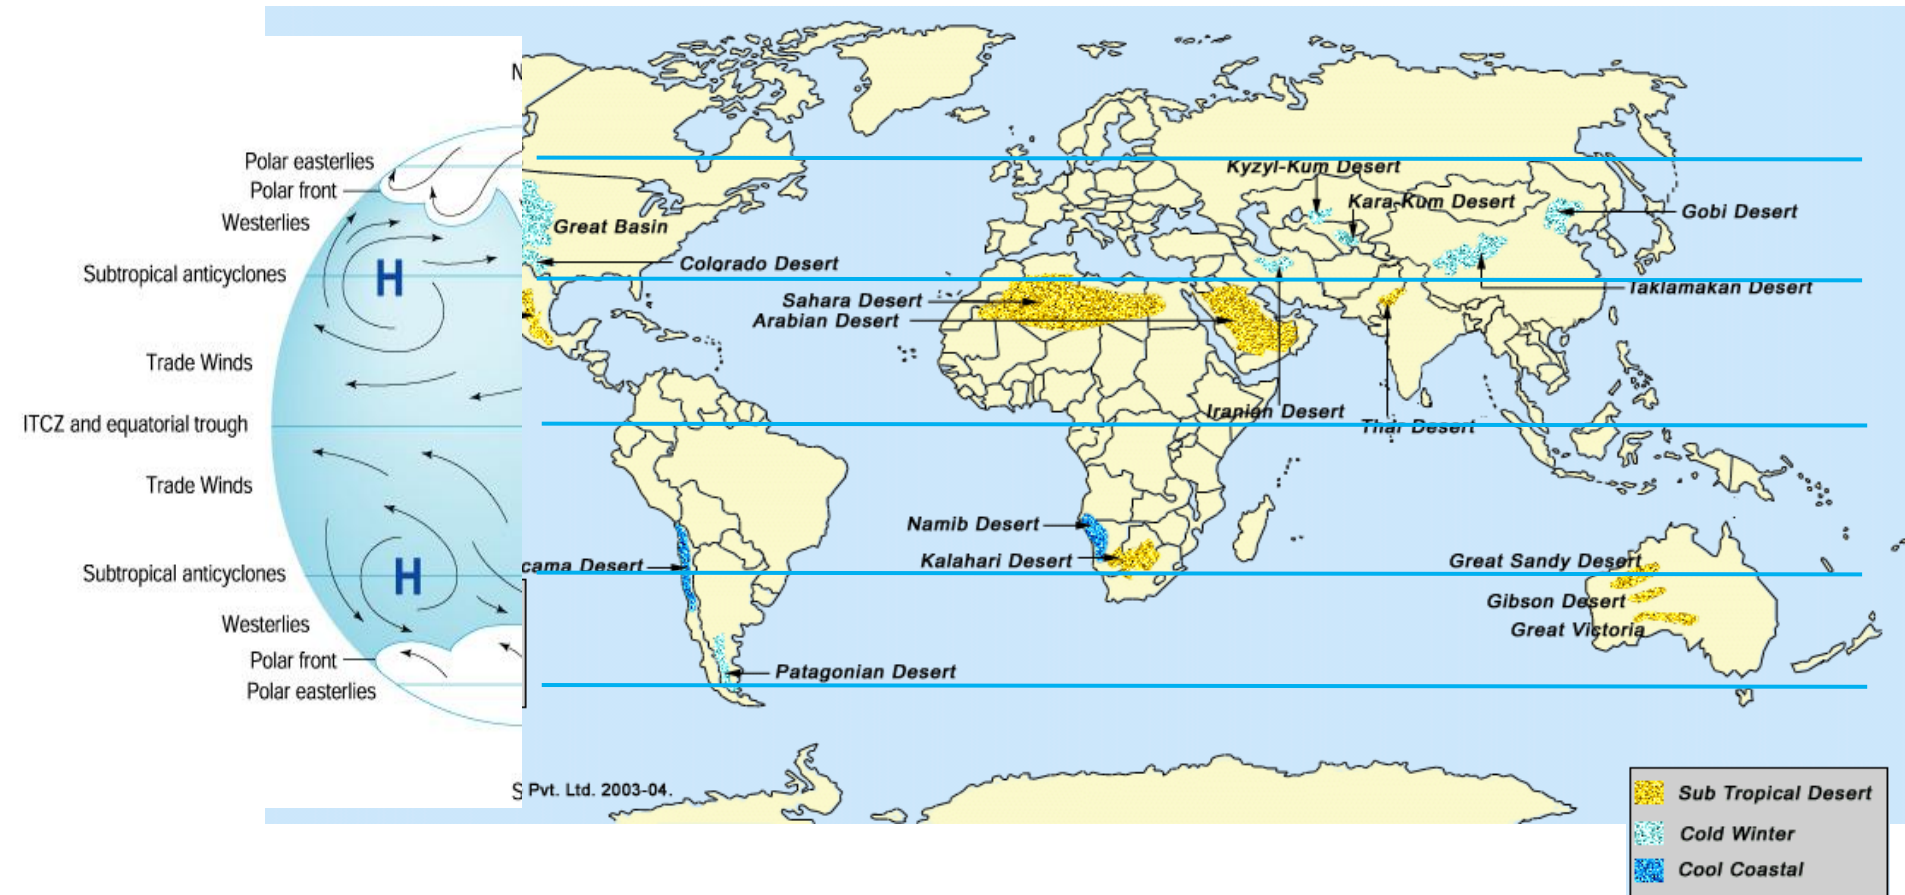 N
Polar easterlies
Polar front
Westerlies
Subtropical anticyclones
H
Trade Winds
ITCZ and equatorial trough
Trade Winds
Subtropical anticyclones
H
Westerlies
Polar front
Polar easterlies
S
Kyzyl-Kum Desert
Kara-Kum Desert
Gobi Desert
Great Basin
Colorado Desert
Taklamakan Desert
Sahara Desert
Arabian Desert
Iranian Desert
Thar Desert
Namib Desert
Kalahari Desert
cama Desert
Great Sandy Desert
Gibson Desert
Great Victoria
Patagonian Desert
Pvt. Ltd. 2003-04.
Sub Tropical Desert
Cold Winter
Cool Coastal